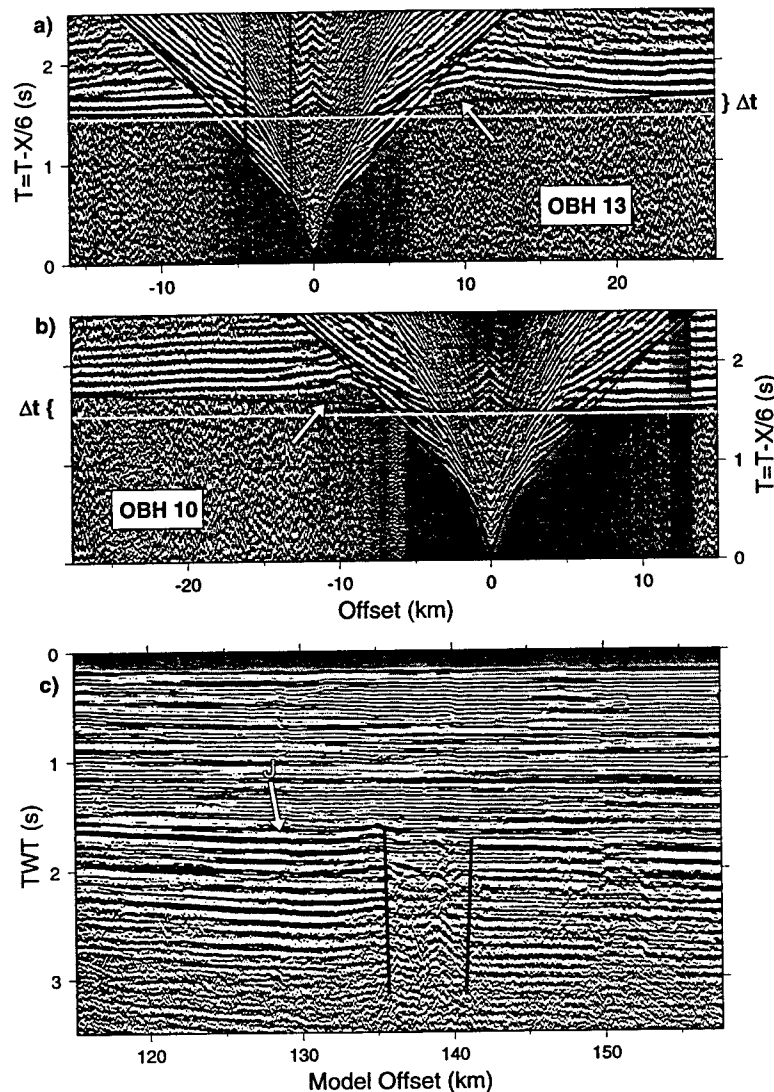 a)
2
1
0
T=T-X/6 (s)
} Δt
OBH 13
-10 0 10 20
b)
Δt {
2
1
0
T=T-X/6 (s)
OBH 10
-20 -10 0 10
Offset (km)
c)
0
1
2
3
TWT (s)
J
120 130 140 150
Model Offset (km)